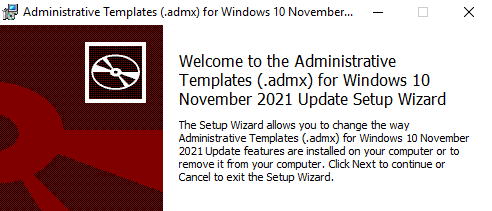 Administrative Templates (.admx) for Windows 10 November...
Welcome to the Administrative
Templates (.admx) for Windows 10
November 2021 Update Setup Wizard
The Setup Wizard allows you to change the way
Administrative Templates (.admx) for Windows 10 November
2021 Update features are installed on your computer or to
remove it from your computer. Click Next to continue or
Cancel to exit the Setup Wizard.